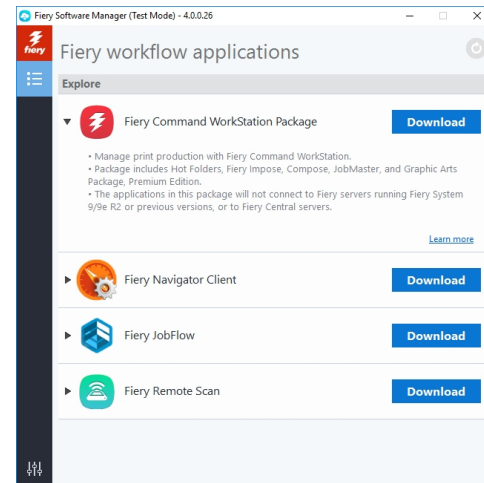 Fiery Software Manager (Test Mode) - 4.0.0.26
fiery
Fiery workflow applications
Explore
Fiery Command WorkStation Package
Download
• Manage print production with Fiery Command WorkStation.
• Package includes Hot Folders, Fiery Impose, Compose, JobMaster, and Graphic Arts
Package, Premium Edition.
• The applications in this package will not connect to Fiery servers running Fiery System
9/9e R2 or previous versions, or to Fiery Central servers.
Learn more
Fiery Navigator Client
Download
Fiery JobFlow
Download
Fiery Remote Scan
Download